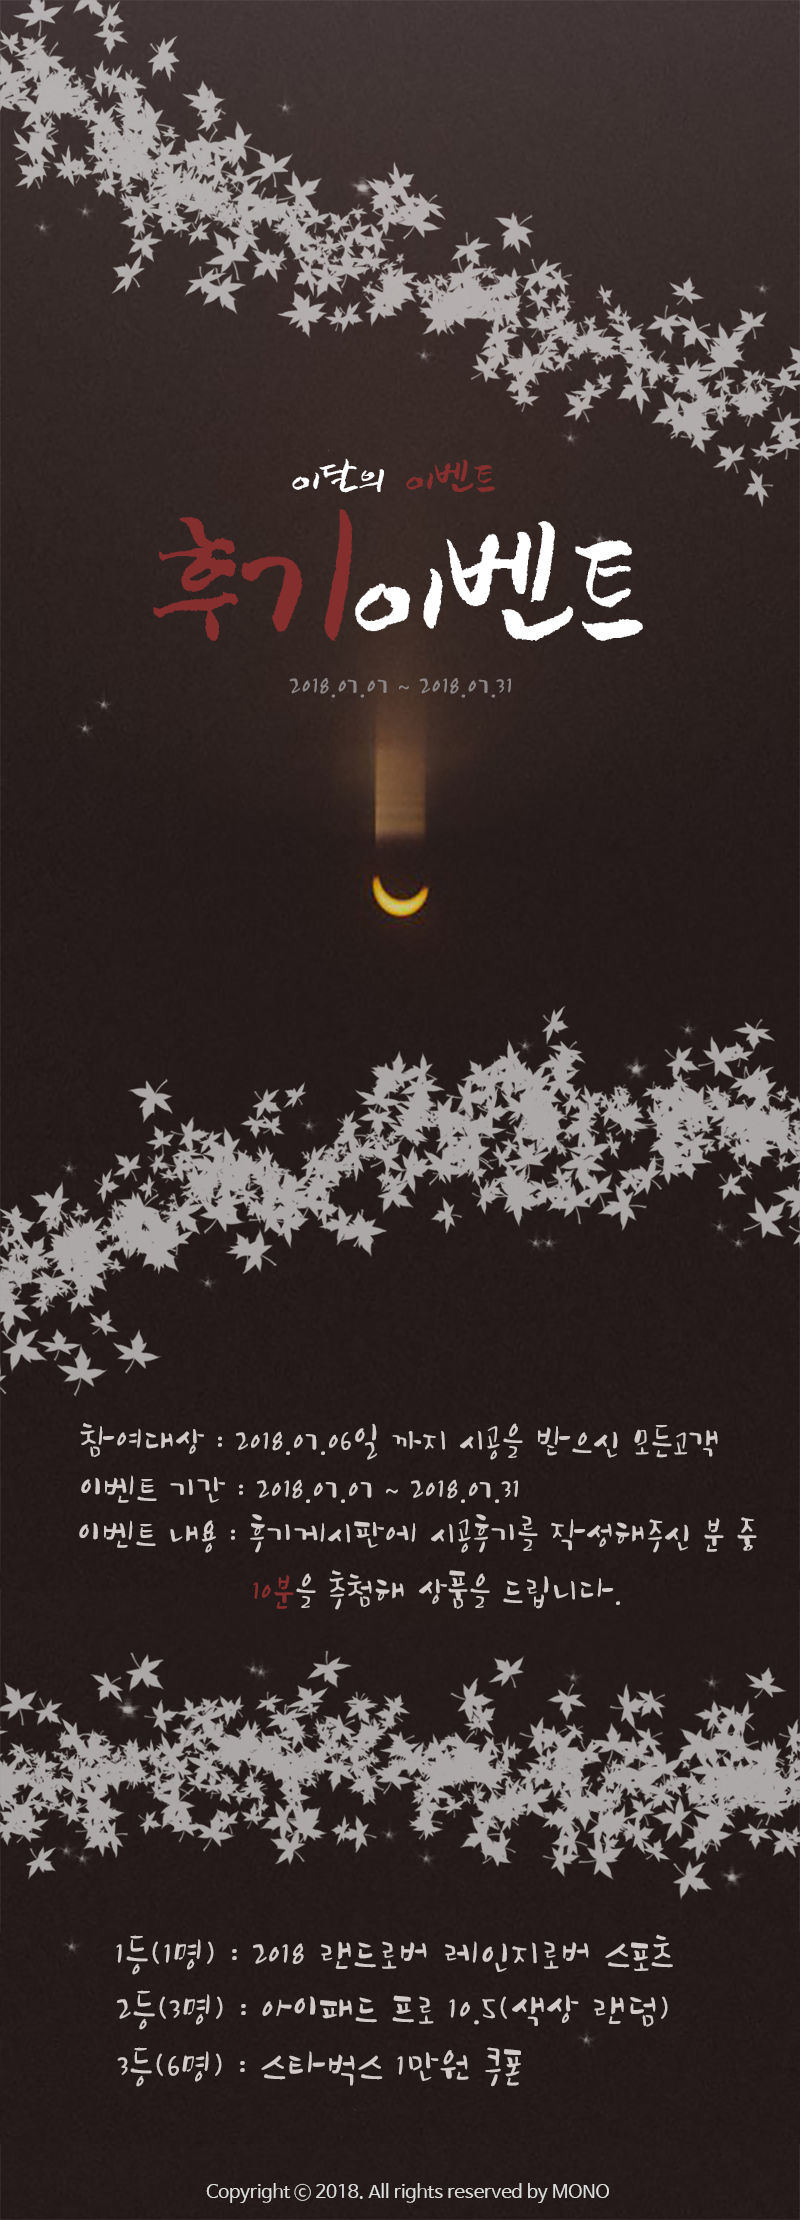 이달의 이벤트
후기이벤트
2018.07.07 ~ 2018.07.31
참여대상 : 2018.07.06일 까지 시공을 받으신 모든고객
이벤트 기간 : 2018.07.07 ~ 2018.07.31
이벤트 내용 : 후기게시판에 시공후기를 작성해주신 분 중
10분을 추첨해 상품을 드립니다.
1등(1명) : 2018 랜드로버 레인지로버 스포츠
2등(3명) : 아이패드 프로 10.5(색상 랜덤)
3등(6명) : 스타벅스 1만원 쿠폰
Copyright ⓒ 2018. All rights reserved by MONO